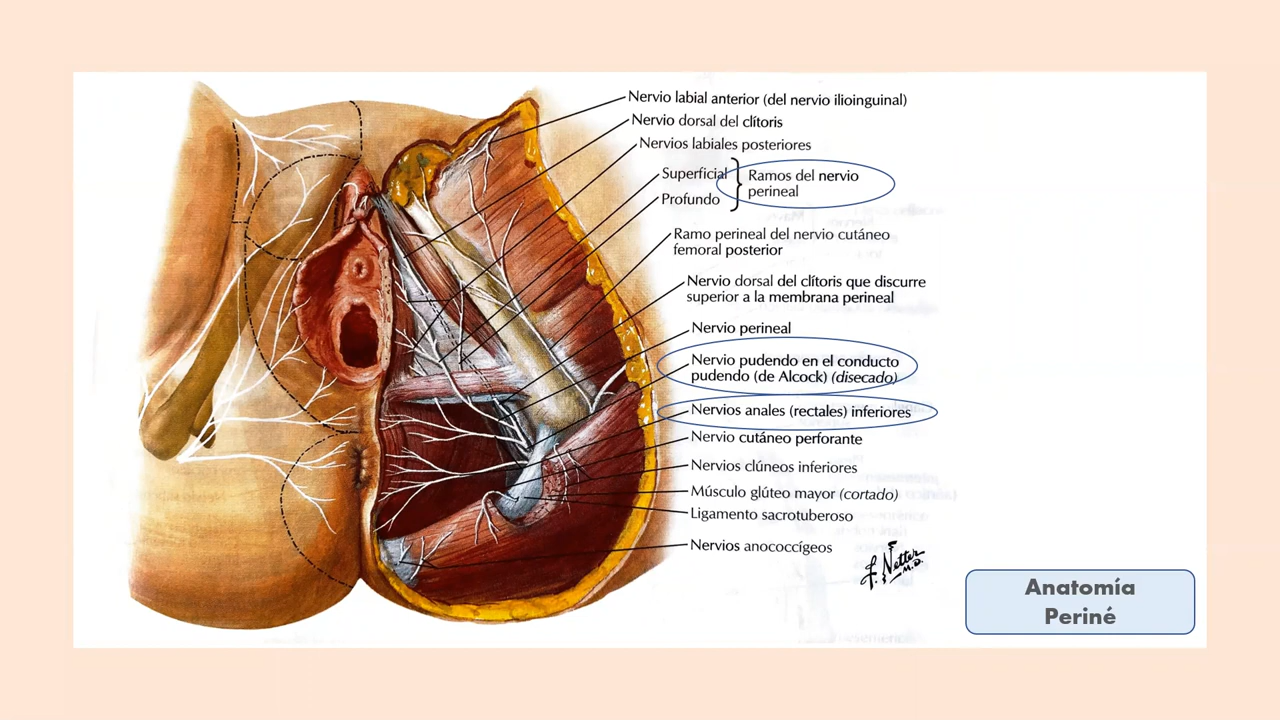 Nervio labial anterior (del nervio ilioinguinal)
Nervio dorsal del clítoris
Nervios labiales posteriores
Superficial
Profundo
Ramos del nervio
perineal
Ramo perineal del nervio cutáneo
femoral posterior
Nervio dorsal del clítoris que discurre
superior a la membrana perineal
Nervio perineal
Nervio pudendo en el conducto
pudendo (de Alcock) (disecado)
Nervios anales (rectales) inferiores
Nervio cutáneo perforante
Nervios clúneos inferiores
Músculo glúteo mayor (cortado)
Ligamento sacrotuberoso
Nervios anococcígeos
F. Netter
M.D.
Anatomía
Periné